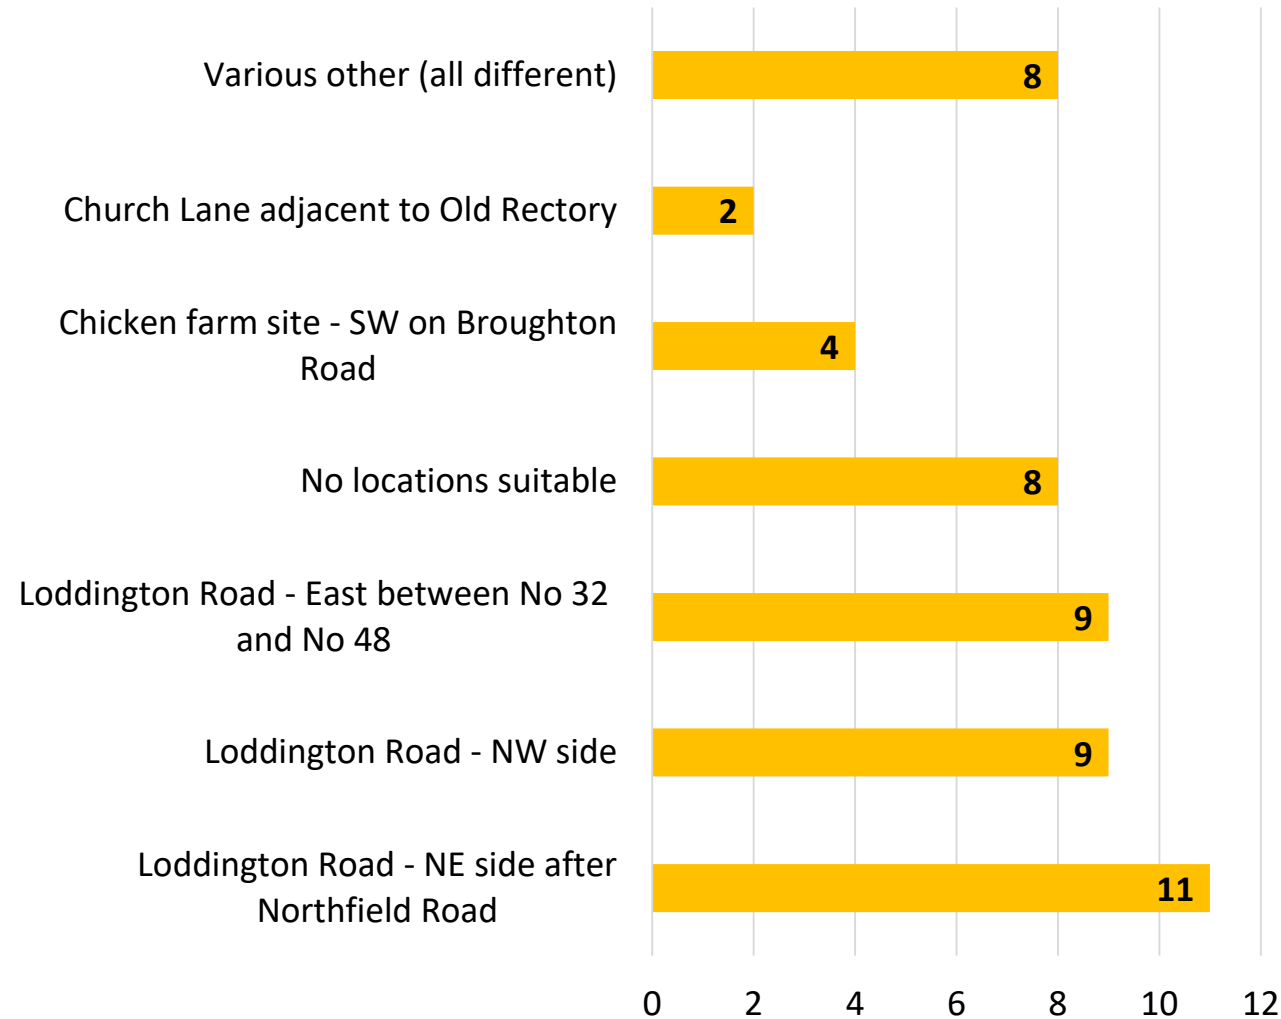 Various other (all different)
8
Church Lane adjacent to Old Rectory
2
Chicken farm site - SW on Broughton
Road
4
No locations suitable
8
Loddington Road - East between No 32
and No 48
9
Loddington Road - NW side
9
Loddington Road - NE side after
Northfield Road
11
0 2 4 6 8 10 12